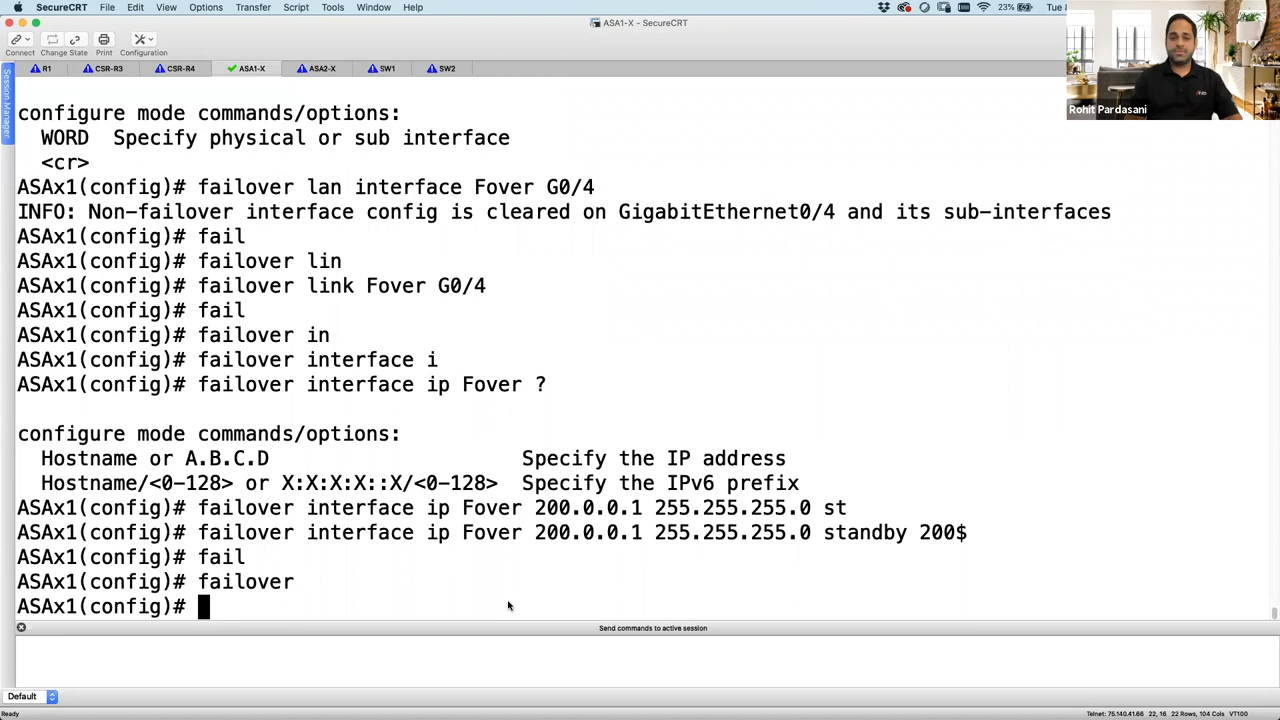 SecureCRT File Edit View Options Transfer Script Tools Window Help 23% Tue
ASA1-X - SecureCRT
Connect Change State Print Configuration
R1 CSR-R3 CSR-R4 ASA1-X ASA2-X SW1 SW2
Session Manager
Rohit Pardasani
configure mode commands/options:
WORD Specify physical or sub interface
<cr>
ASAx1(config)# failover lan interface Fover G0/4
INFO: Non-failover interface config is cleared on GigabitEthernet0/4 and its sub-interfaces
ASAx1(config)# fail
ASAx1(config)# failover lin
ASAx1(config)# failover link Fover G0/4
ASAx1(config)# fail
ASAx1(config)# failover in
ASAx1(config)# failover interface i
ASAx1(config)# failover interface ip Fover ?
configure mode commands/options:
Hostname or A.B.C.D Specify the IP address
Hostname/<0-128> or X:X:X:X::X/<0-128> Specify the IPv6 prefix
ASAx1(config)# failover interface ip Fover 200.0.0.1 255.255.255.0 st
ASAx1(config)# failover interface ip Fover 200.0.0.1 255.255.255.0 standby 200$
ASAx1(config)# fail
ASAx1(config)# failover
ASAx1(config)#
Send commands to active session
Default
Ready Telnet: 75.140.41.66 22, 16 22 Rows, 104 Cols VT100